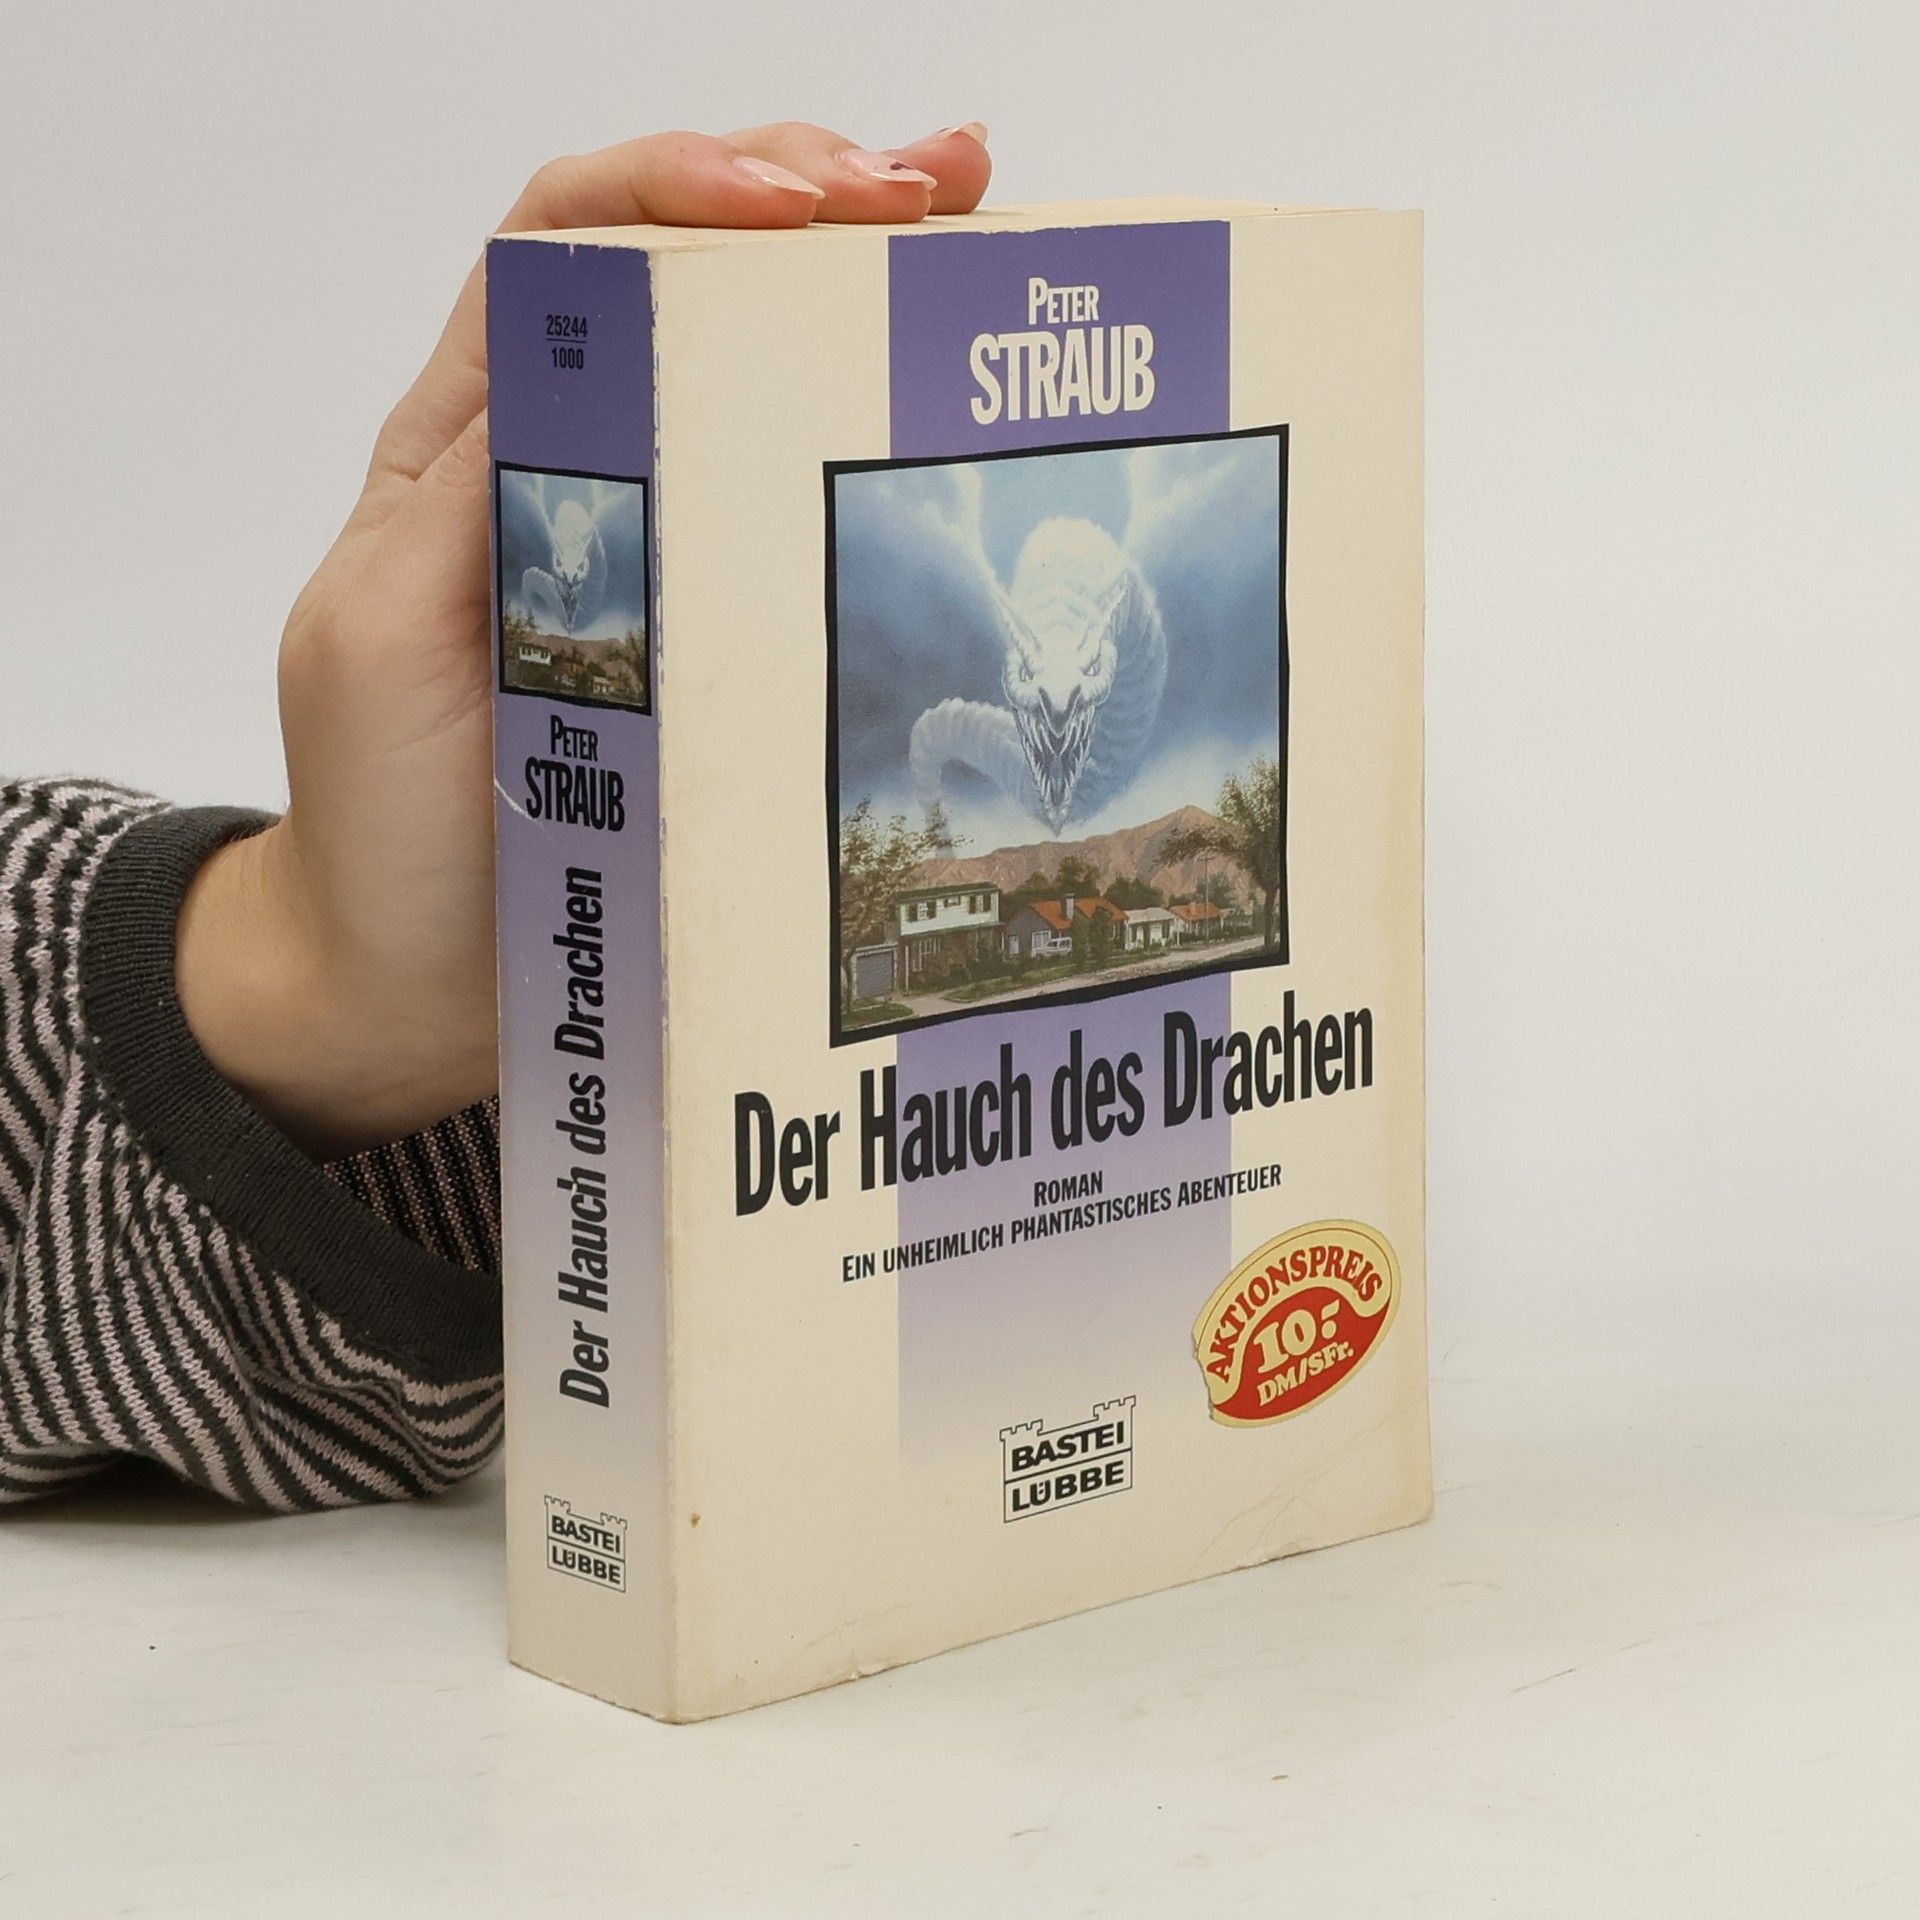 25244
1000
PETER
STRAUB
Der Hauch des Drachen
BASTEI
LÜBBE
PETER
STRAUB
Der Hauch des Drachen
ROMAN
EIN UNHEIMLICH PHANTASTISCHES ABENTEUER
AKTIONSPREIS
10:-
DM/SFr.
BASTEI
LÜBBE